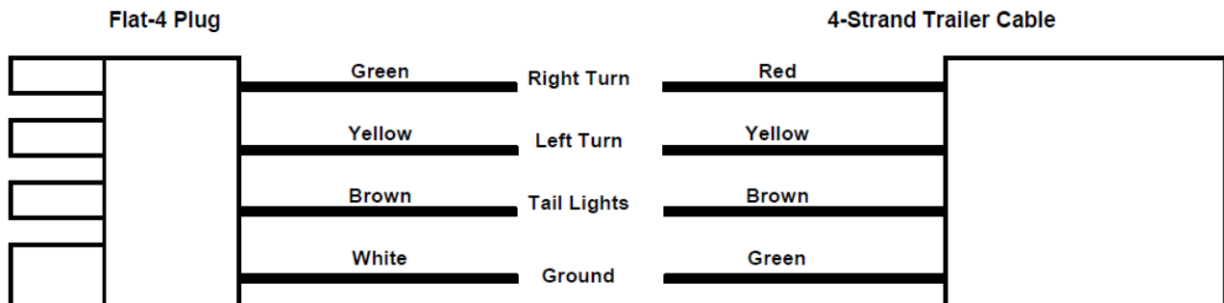 Flat-4 Plug 4-Strand Trailer Cable
Green Right Turn Red
Yellow Left Turn Yellow
Brown Tail Lights Brown
White Ground Green